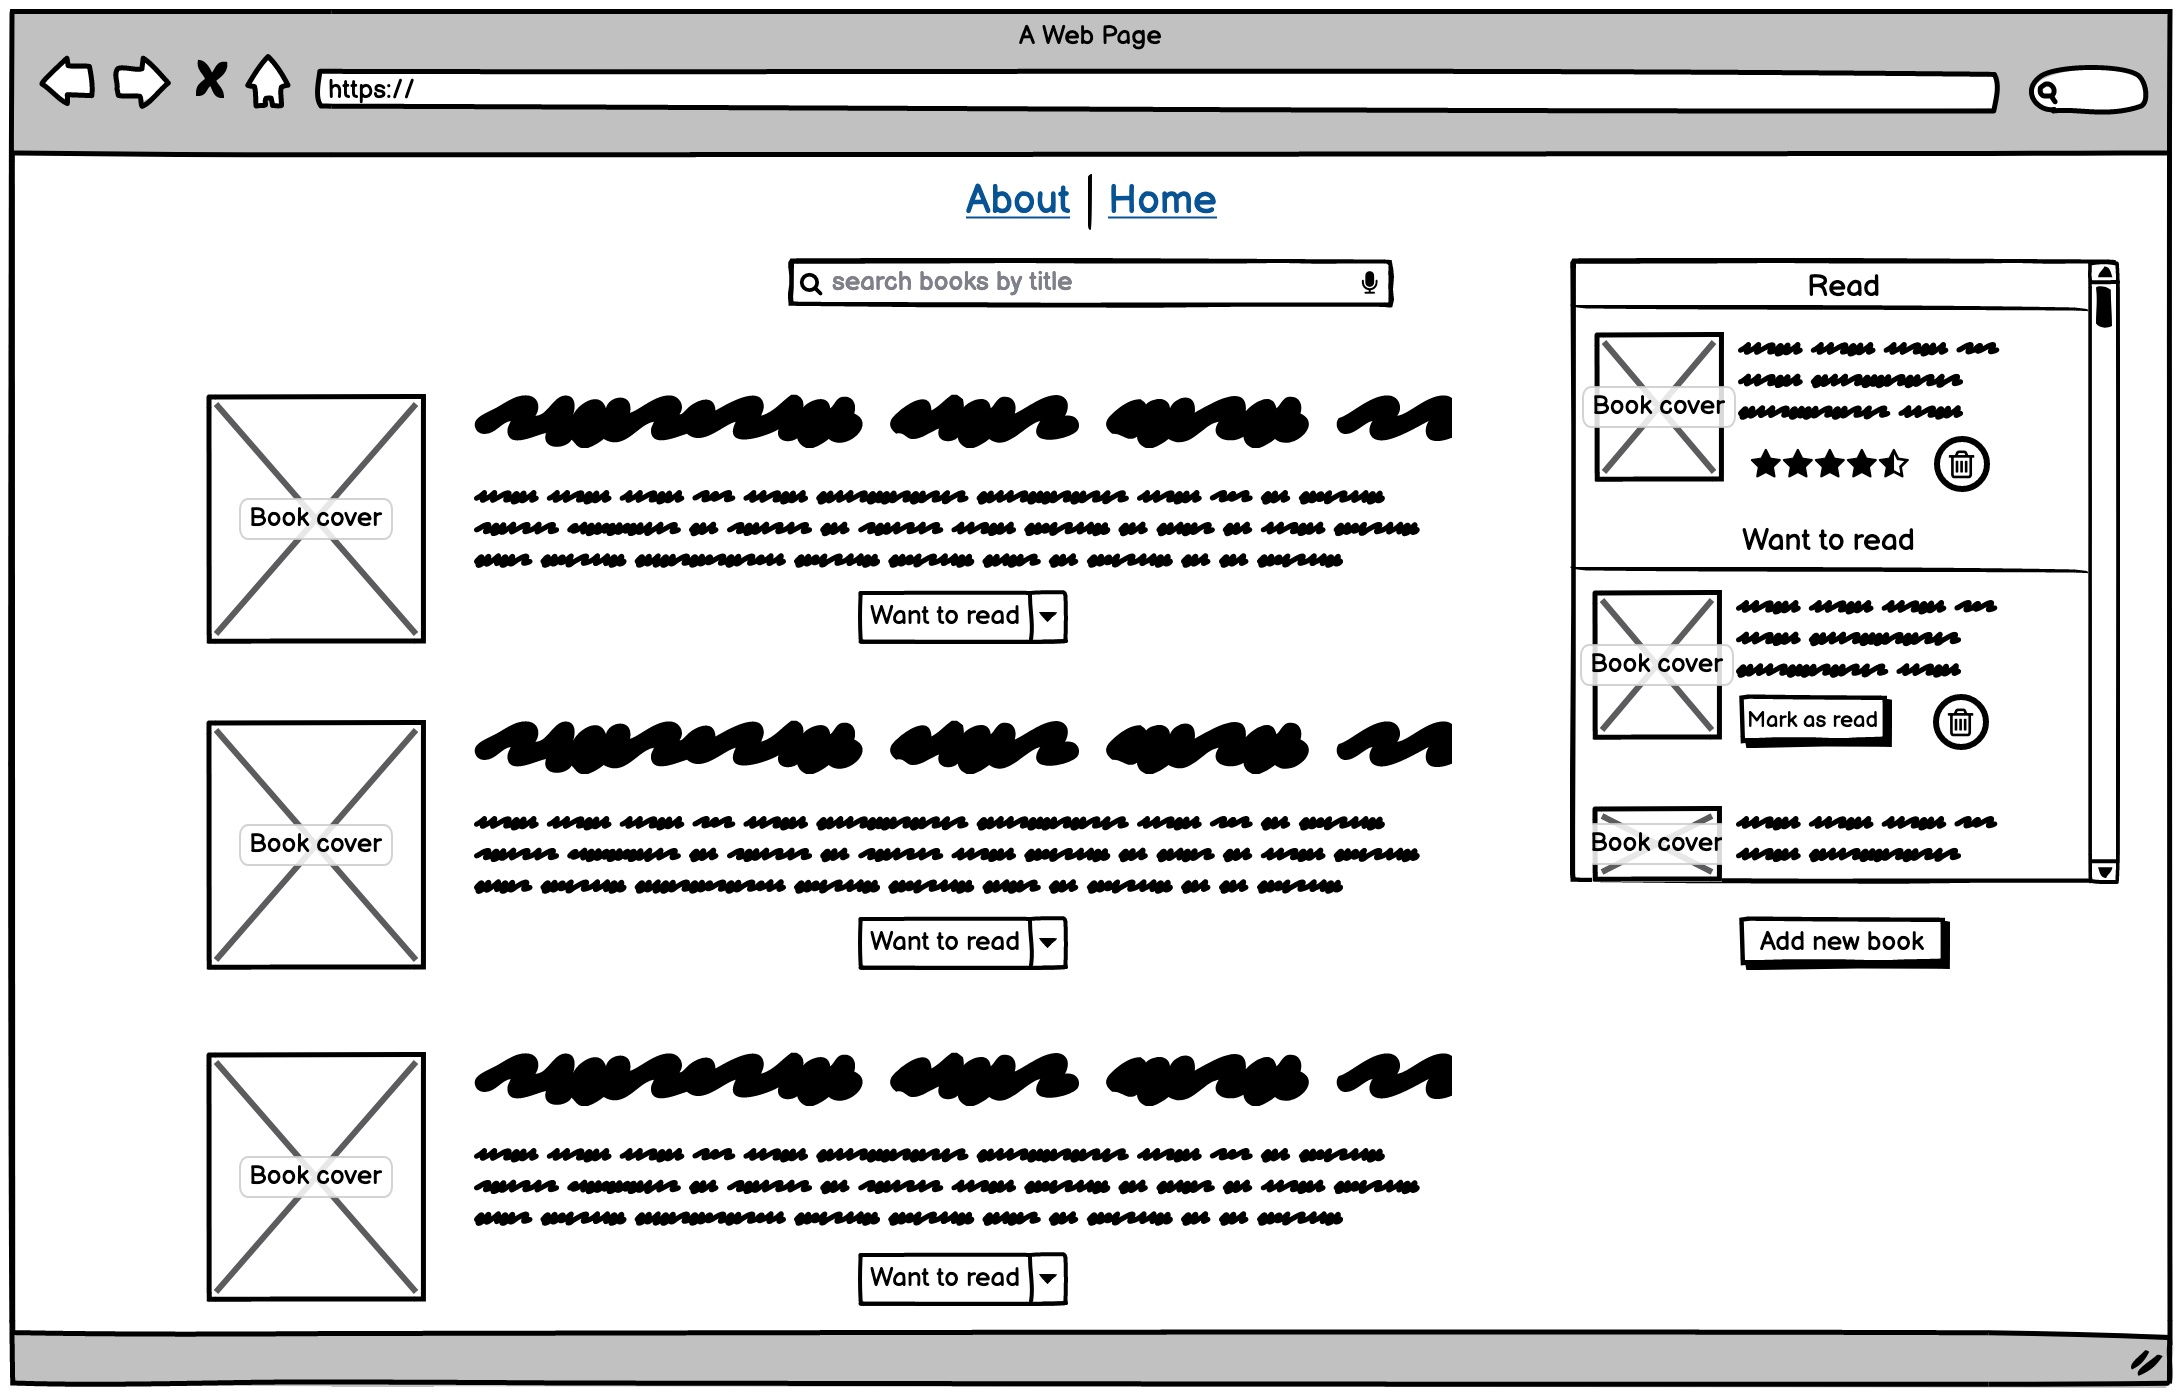 A Web Page
https://
About | Home
search books by title
Book cover
Want to read
Book cover
Want to read
Book cover
Want to read
Read
Book cover
Want to read
Book cover
Mark as read
Book cover
Add new book